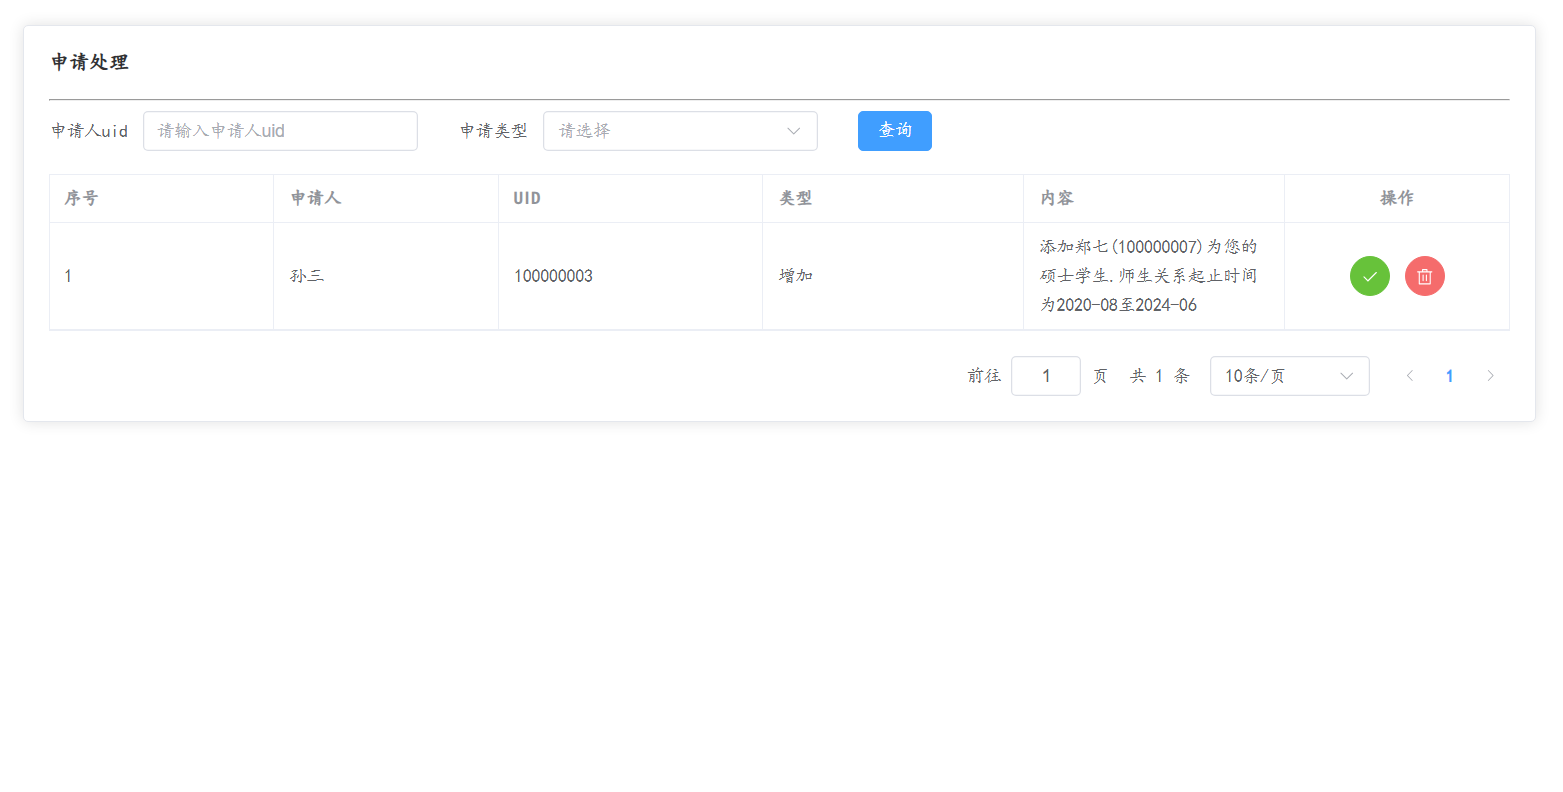 申请处理
申请人uid 请输入申请人uid 申请类型 请选择 查询
序号 申请人 UID 类型 内容 操作
1 孙三 100000003 增加 添加郑七(100000007)为您的
硕士学生.师生关系起止时间
为2020-08至2024-06
前往 1 页 共 1 条 10条/页 1